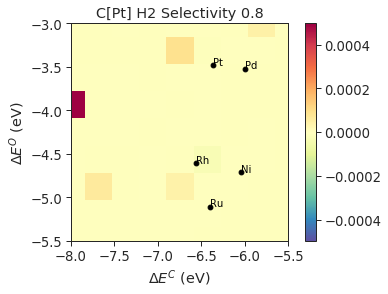 C[Pt] H2 Selectivity 0.8
−3.0
−3.5
−4.0
−4.5
−5.0
−5.5
ΔE^O (eV)
Pt
Pd
Rh
Ni
Ru
−8.0 −7.5 −7.0 −6.5 −6.0 −5.5
ΔE^C (eV)
0.0004
0.0002
0.0000
−0.0002
−0.0004